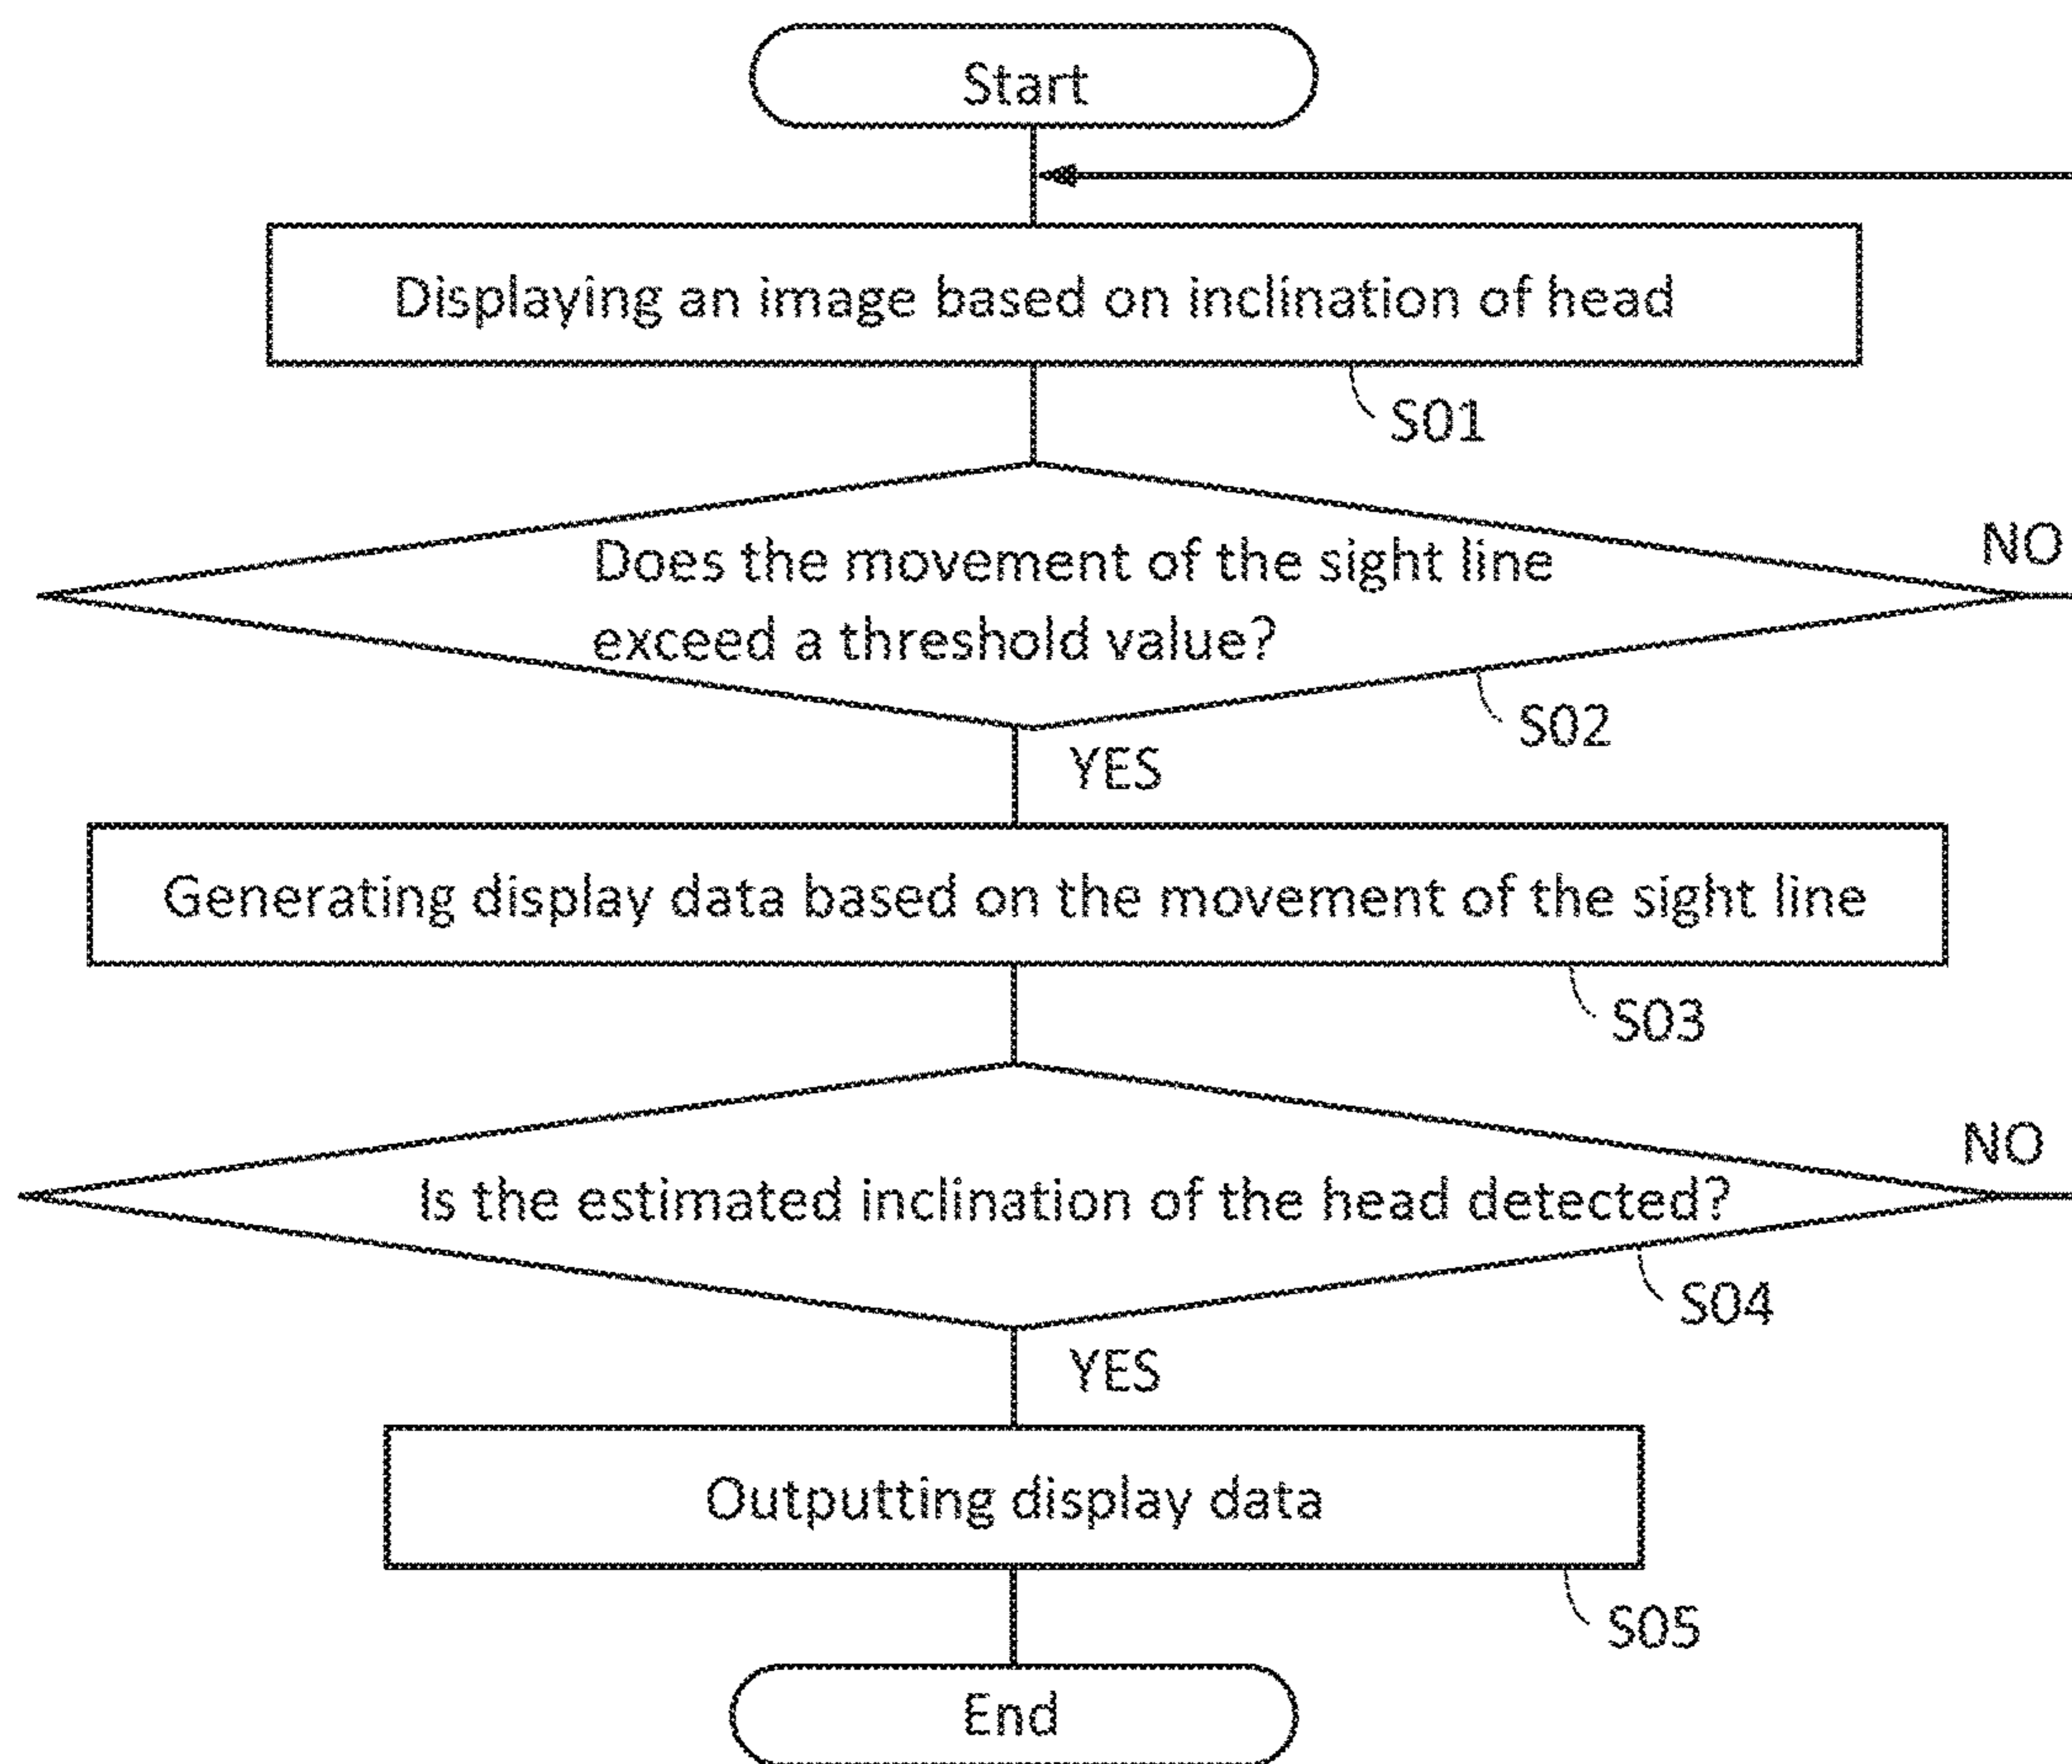 Start
Displaying an image based on inclination of head
S01
Does the movement of the sight line
exceed a threshold value?
NO
S02
YES
Generating display data based on the movement of the sight line
S03
Is the estimated inclination of the head detected?
NO
S04
YES
Outputting display data
S05
End